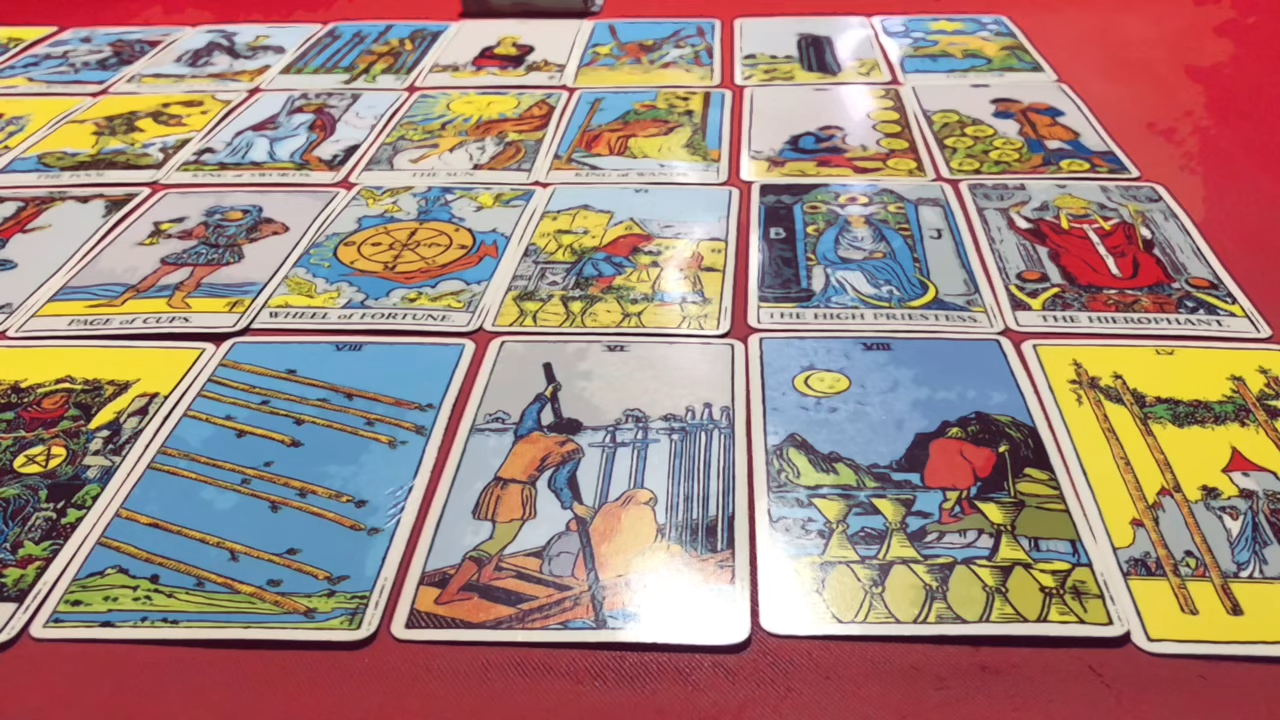 THE FOOL.
KING of SWORDS.
THE SUN.
KING of WANDS.
VI
B J
PAGE of CUPS.
WHEEL of FORTUNE.
THE HIGH PRIESTESS.
THE HIEROPHANT.
VIII
VI
VIII
IV